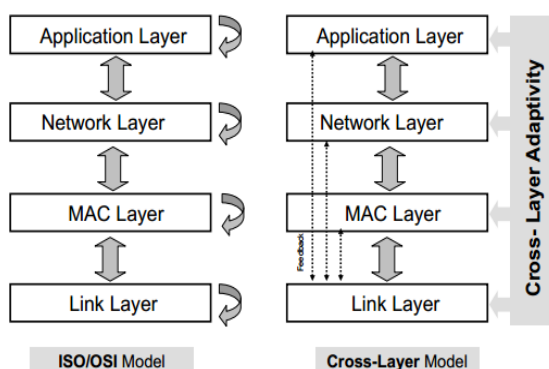 Application Layer
Network Layer
MAC Layer
Link Layer
ISO/OSI Model
Application Layer
Network Layer
MAC Layer
Link Layer
Feedback
Cross-Layer Model
Cross- Layer Adaptivity